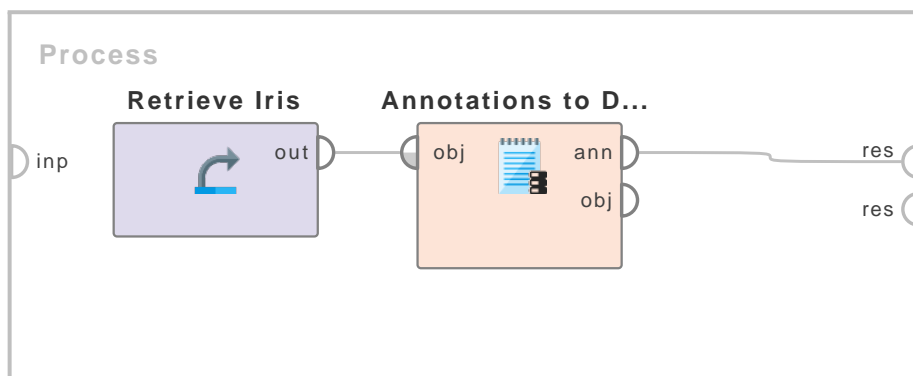 Process
Retrieve Iris
Annotations to D...
inp
out
obj
ann
res
obj
res